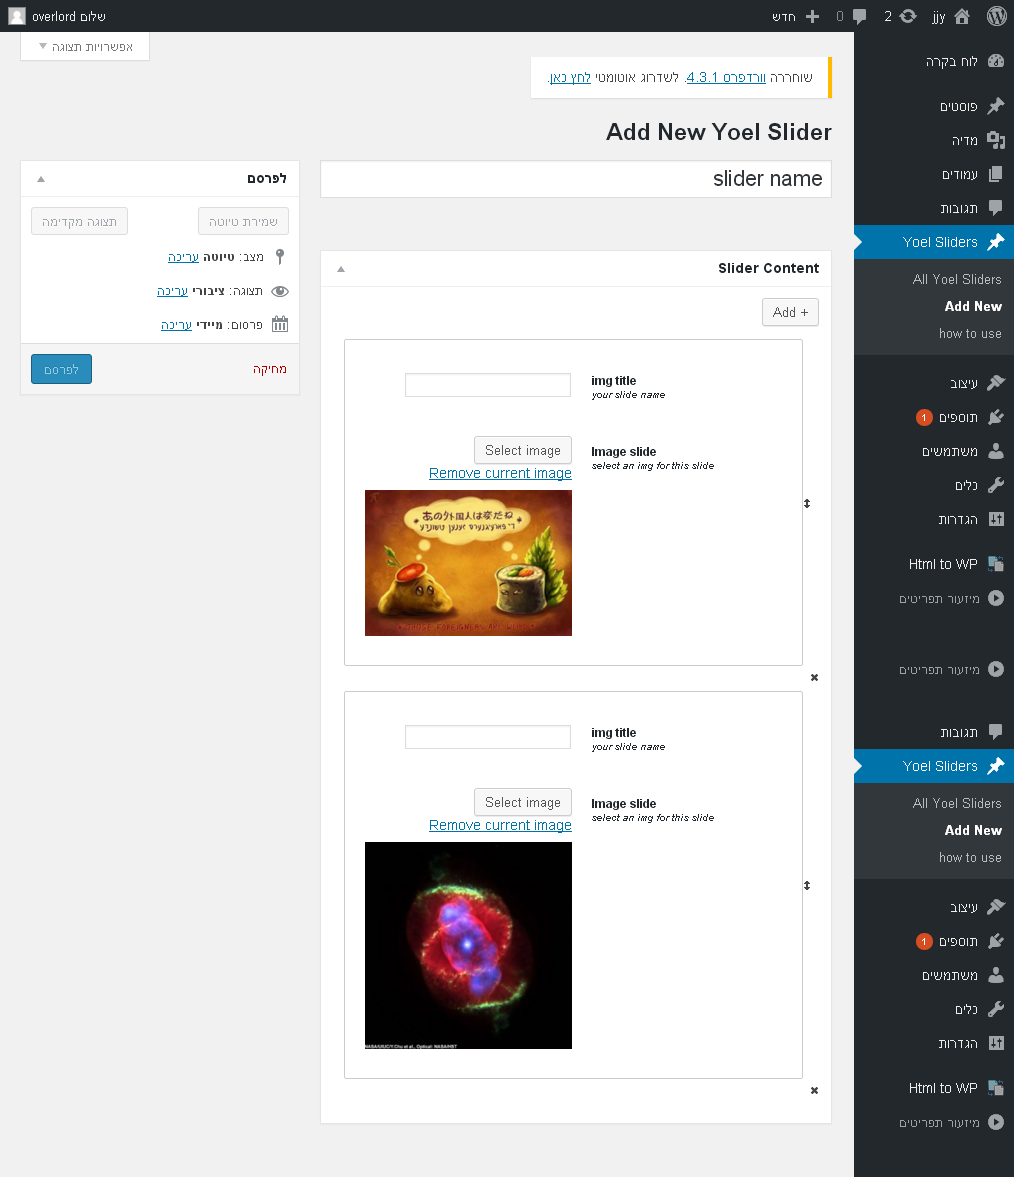 שלום overlord
חדש
0
2
jjy
אפשרויות תצוגה
שוחררה וורדפרס 4.3.1. לשדרוג אוטומטי לחץ כאן.
Add New Yoel Slider
slider name
Slider Content
Add +
img title
your slide name
Select image
Remove current image
Image slide
select an img for this slide
あの外国人は変だね
THOSE FOREIGNERS ARE WEIRD
img title
your slide name
Select image
Remove current image
Image slide
select an img for this slide
לפרסם
שמירת טיוטה
תצוגה מקדימה
מצב: טיוטה עריכה
תצוגה: ציבורי עריכה
פרסום: מיידי עריכה
מחיקה
לפרסם
לוח בקרה
פוסטים
מדיה
עמודים
תגובות
Yoel Sliders
All Yoel Sliders
Add New
how to use
עיצוב
תוספים 1
משתמשים
כלים
הגדרות
Html to WP
מיזעור תפריטים
מיזעור תפריטים
תגובות
Yoel Sliders
All Yoel Sliders
Add New
how to use
עיצוב
תוספים 1
משתמשים
כלים
הגדרות
Html to WP
מיזעור תפריטים